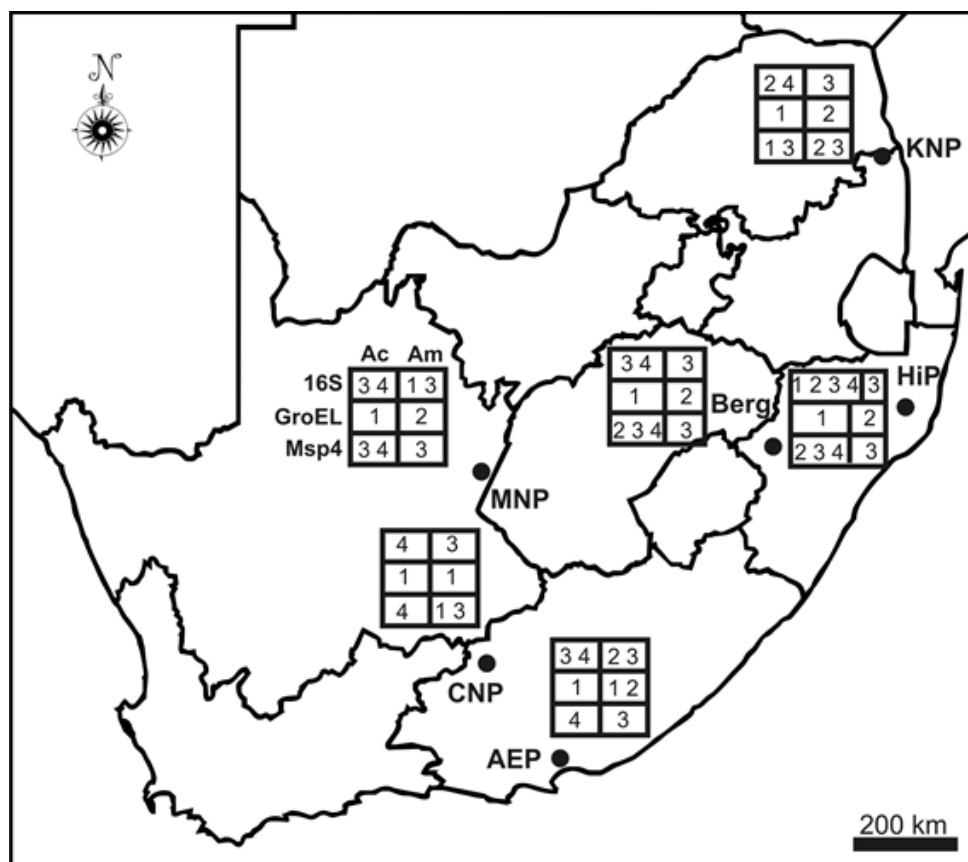 N
2 4 3
1 2
1 3 2 3
KNP
Ac Am
16S 3 4 1 3
GroEL 1 2
Msp4 3 4 3
MNP
3 4 3
1 2
2 3 4 3
Berg
1 2 3 4 3
1 2
2 3 4 3
HiP
4 3
1 1
4 1 3
CNP
3 4 2 3
1 1 2
4 3
AEP
200 km